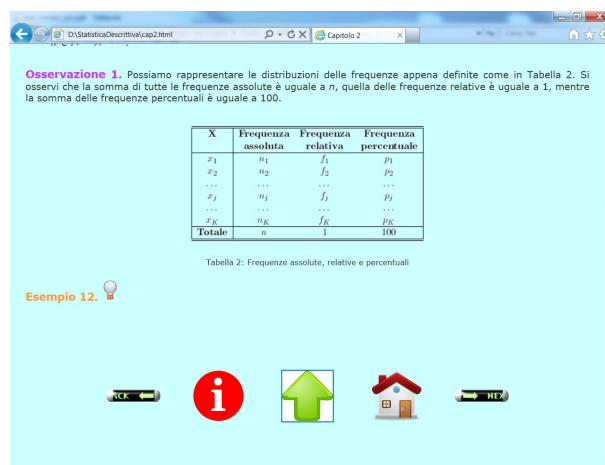 D:\StatisticaDescrittiva\cap2.html
Capitolo 2
Osservazione 1. Possiamo rappresentare le distribuzioni delle frequenze appena definite come in Tabella 2. Si
osservi che la somma di tutte le frequenze assolute è uguale a n, quella delle frequenze relative è uguale a 1, mentre
la somma delle frequenze percentuali è eguale a 100.
X Frequenza Frequenza Frequenza
assoluta relativa percentuale
x1 n1 f1 p1
x2 n2 f2 p2
... ... ... ...
xj nj fj pj
... ... ... ...
xK nK fK pK
Totale n 1 100
Tabella 2: Frequenze assolute, relative e percentuali
Esempio 12.
ACK
i
NEX